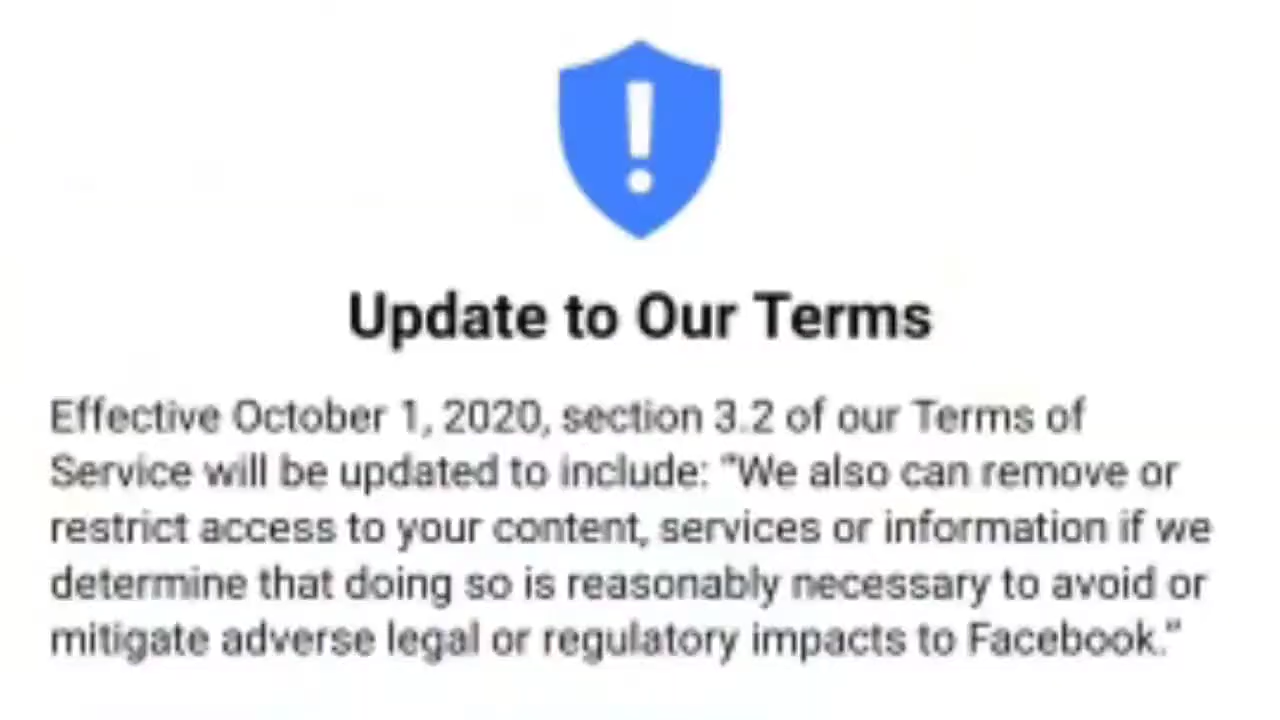 Update to Our Terms
Effective October 1, 2020, section 3.2 of our Terms of
Service will be updated to include: “We also can remove or
restrict access to your content, services or information if we
determine that doing so is reasonably necessary to avoid or
mitigate adverse legal or regulatory impacts to Facebook.”